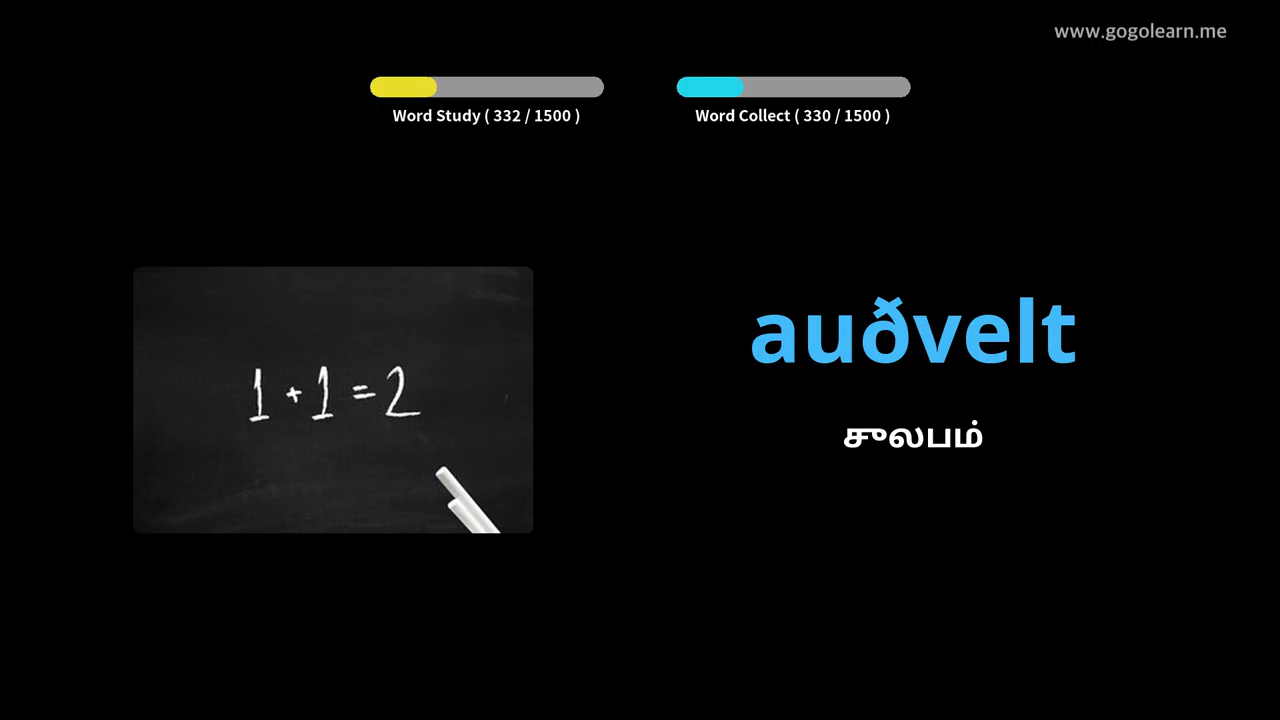 www.gogolearn.me
Word Study ( 332 / 1500 )
Word Collect ( 330 / 1500 )
1 + 1 = 2
auðvelt
சுலபம்